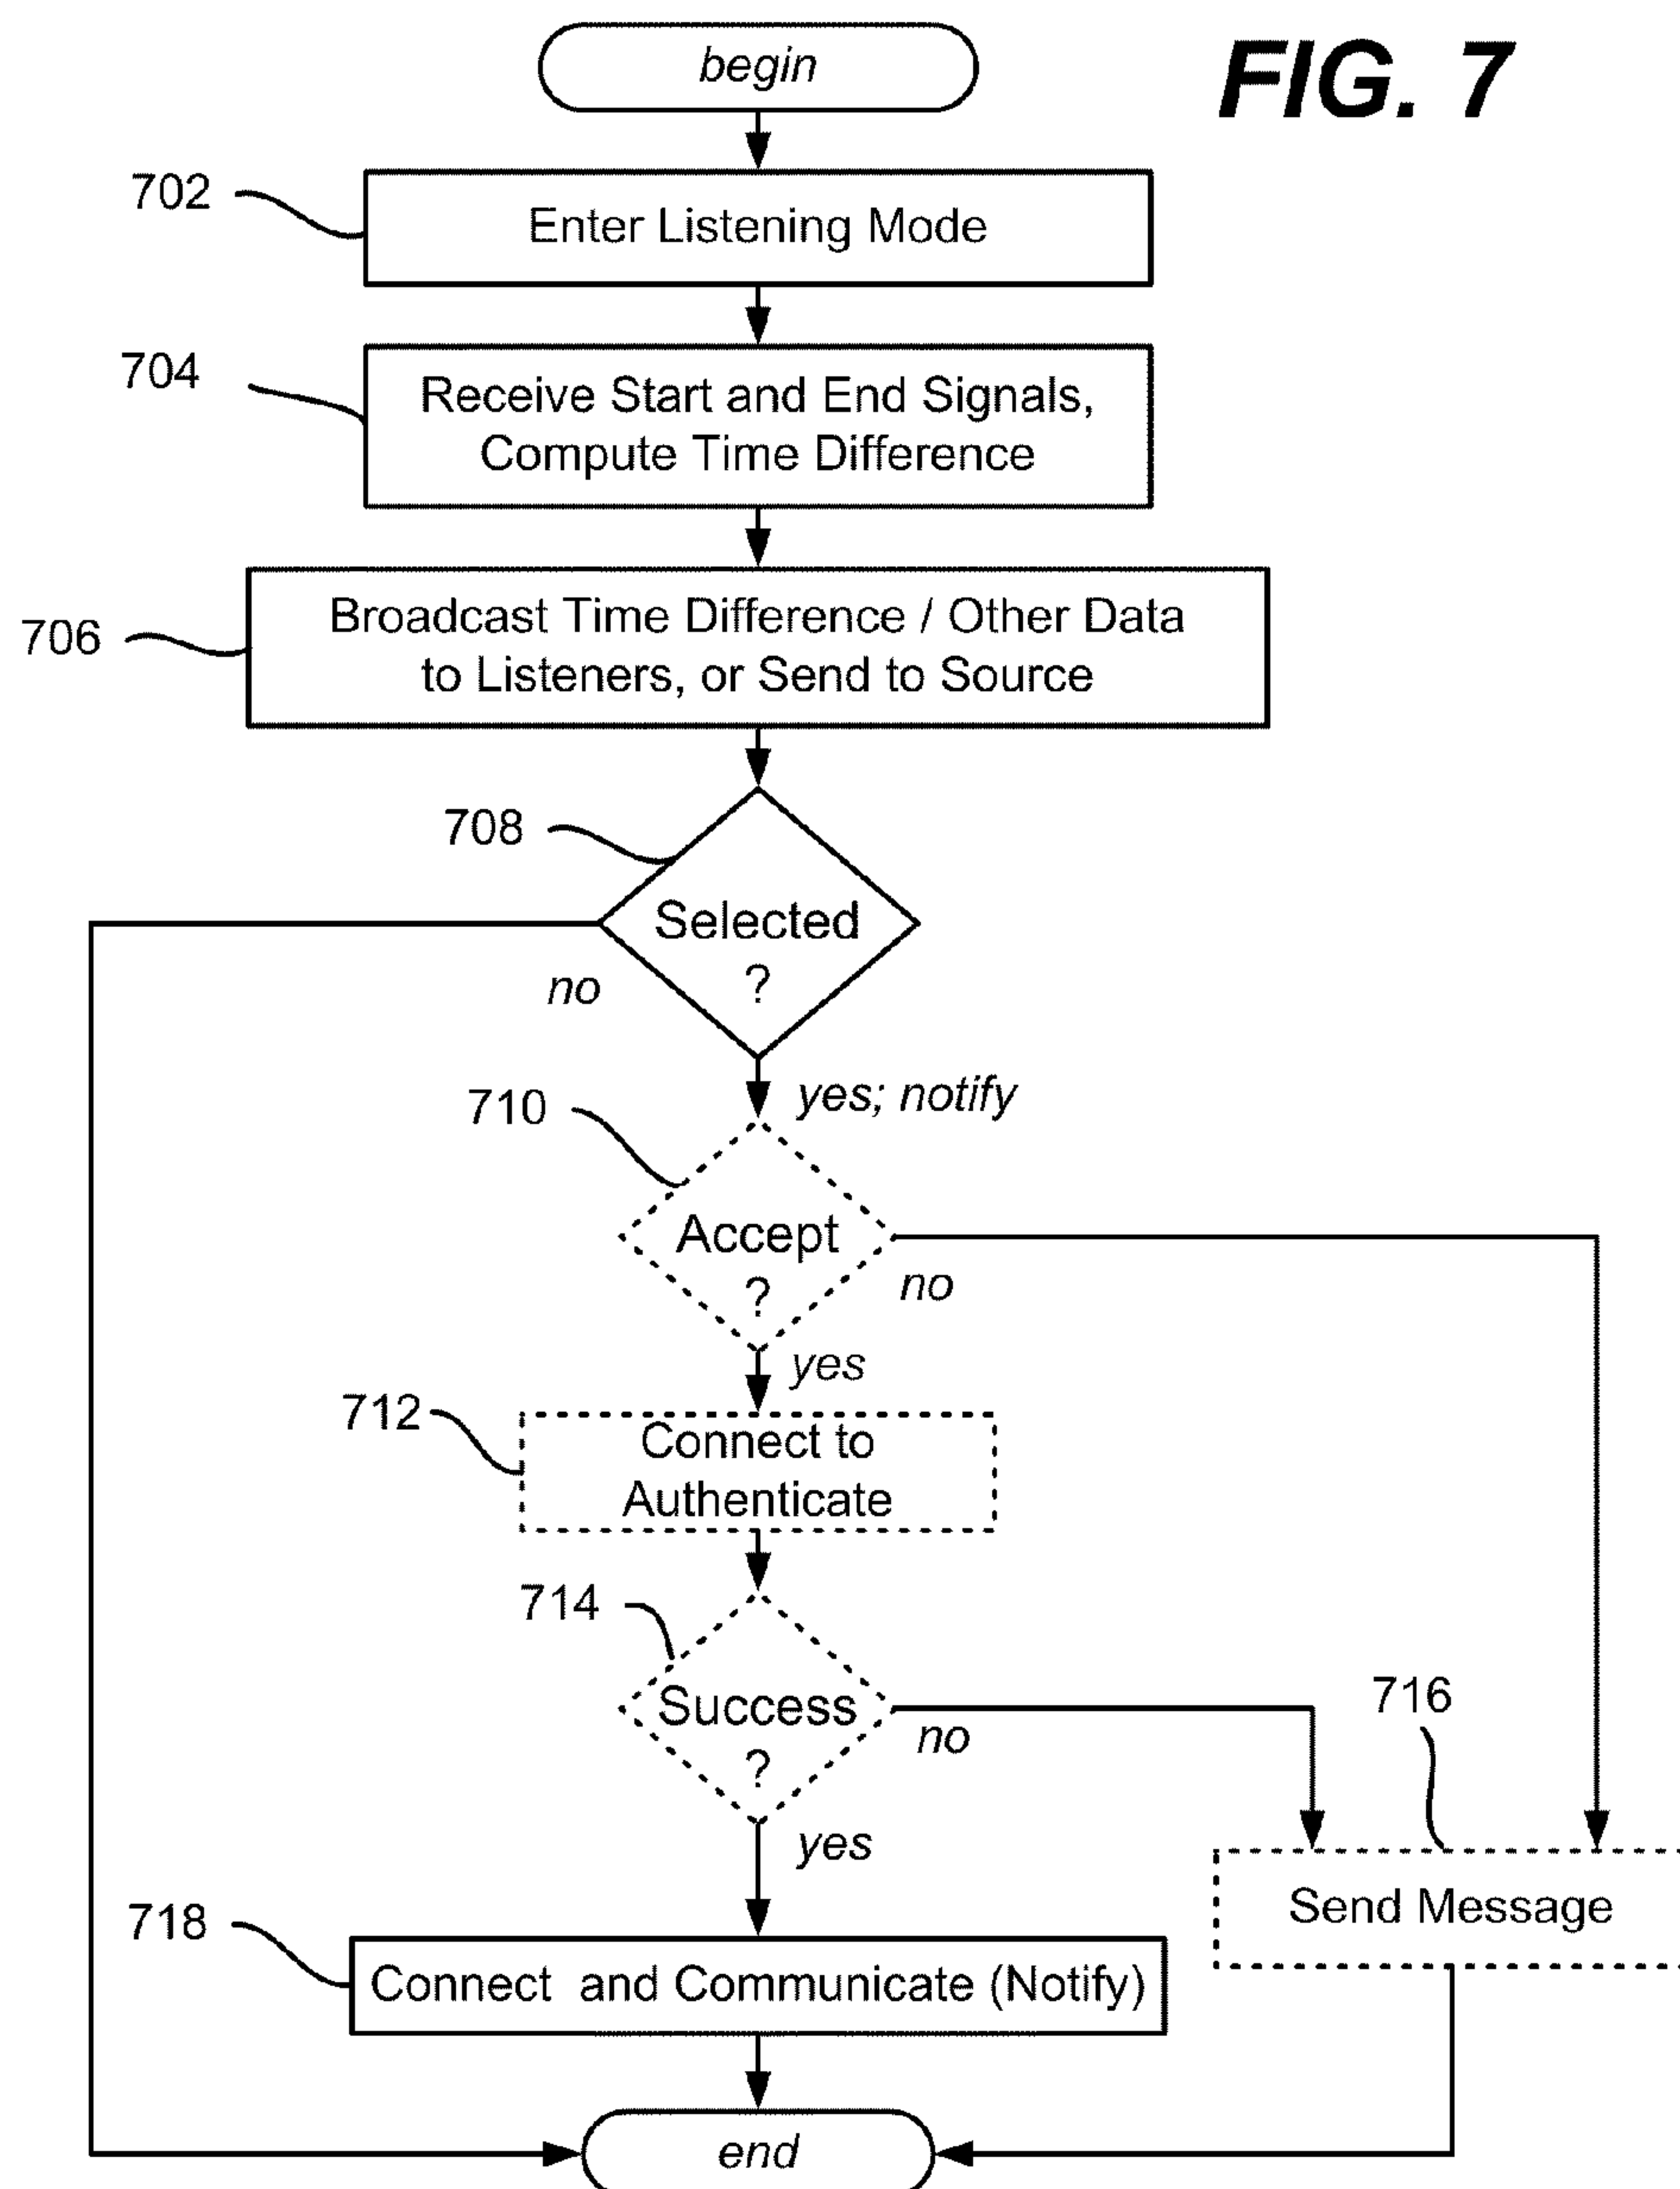 begin
FIG. 7
702
Enter Listening Mode
704
Receive Start and End Signals,
Compute Time Difference
706
Broadcast Time Difference / Other Data
to Listeners, or Send to Source
708
Selected
?
no
yes; notify
710
Accept
?
no
yes
712
Connect to
Authenticate
714
Success
?
no
716
yes
Send Message
718
Connect and Communicate (Notify)
end